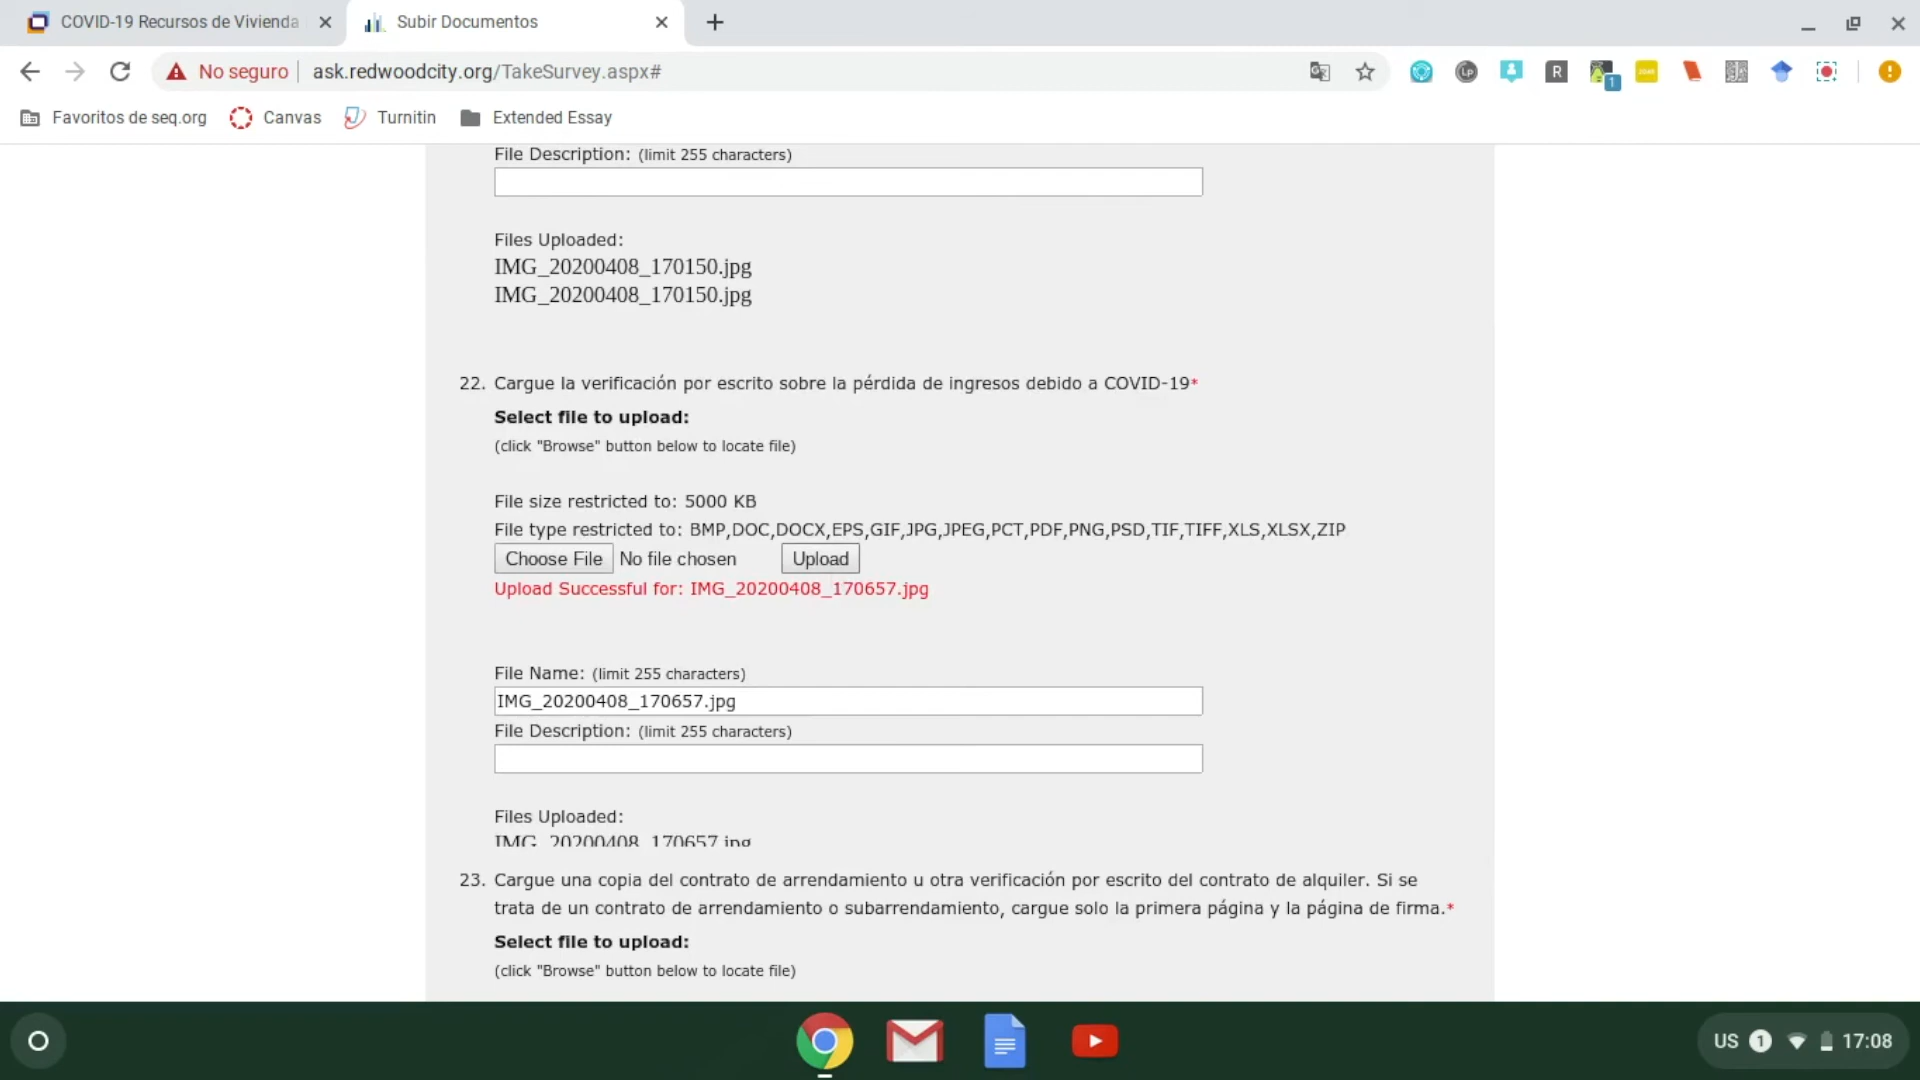 COVID-19 Recursos de Vivienda
Subir Documentos
No seguro
ask.redwoodcity.org/TakeSurvey.aspx#
Lp
R
1
Favoritos de seq.org
Canvas
Turnitin
Extended Essay
File Description: (limit 255 characters)
Files Uploaded:
IMG_20200408_170150.jpg
IMG_20200408_170150.jpg
22. Cargue la verificación por escrito sobre la pérdida de ingresos debido a COVID-19*
Select file to upload:
(click "Browse" button below to locate file)
File size restricted to: 5000 KB
File type restricted to: BMP,DOC,DOCX,EPS,GIF,JPG,JPEG,PCT,PDF,PNG,PSD,TIF,TIFF,XLS,XLSX,ZIP
Choose File No file chosen Upload
Upload Successful for: IMG_20200408_170657.jpg
File Name: (limit 255 characters)
IMG_20200408_170657.jpg
File Description: (limit 255 characters)
Files Uploaded:
IMG_20200408_170657.jpg
23. Cargue una copia del contrato de arrendamiento u otra verificación por escrito del contrato de alquiler. Si se
trata de un contrato de arrendamiento o subarrendamiento, cargue solo la primera página y la página de firma.*
Select file to upload:
(click "Browse" button below to locate file)
US 1 17:08